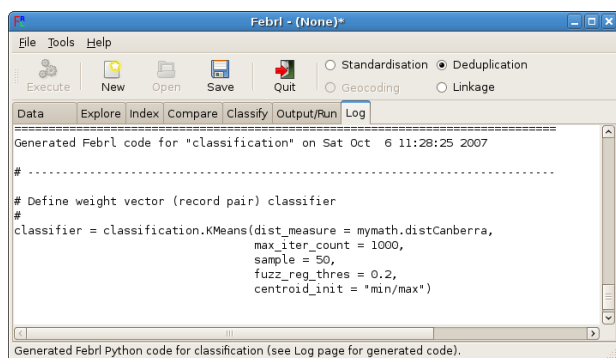 Febrl - (None)*
File Tools Help
Execute New Open Save Quit
Standardisation Deduplication
Geocoding Linkage
Data Explore Index Compare Classify Output/Run Log
================================================================================
Generated Febrl code for "classification" on Sat Oct  6 11:28:25 2007
# -----------------------------------------------------------------------------
# Define weight vector (record pair) classifier
#
classifier = classification.KMeans(dist_measure = mymath.distCanberra,
                                   max_iter_count = 1000,
                                   sample = 50,
                                   fuzz_reg_thres = 0.2,
                                   centroid_init = "min/max")
Generated Febrl Python code for classification (see Log page for generated code).